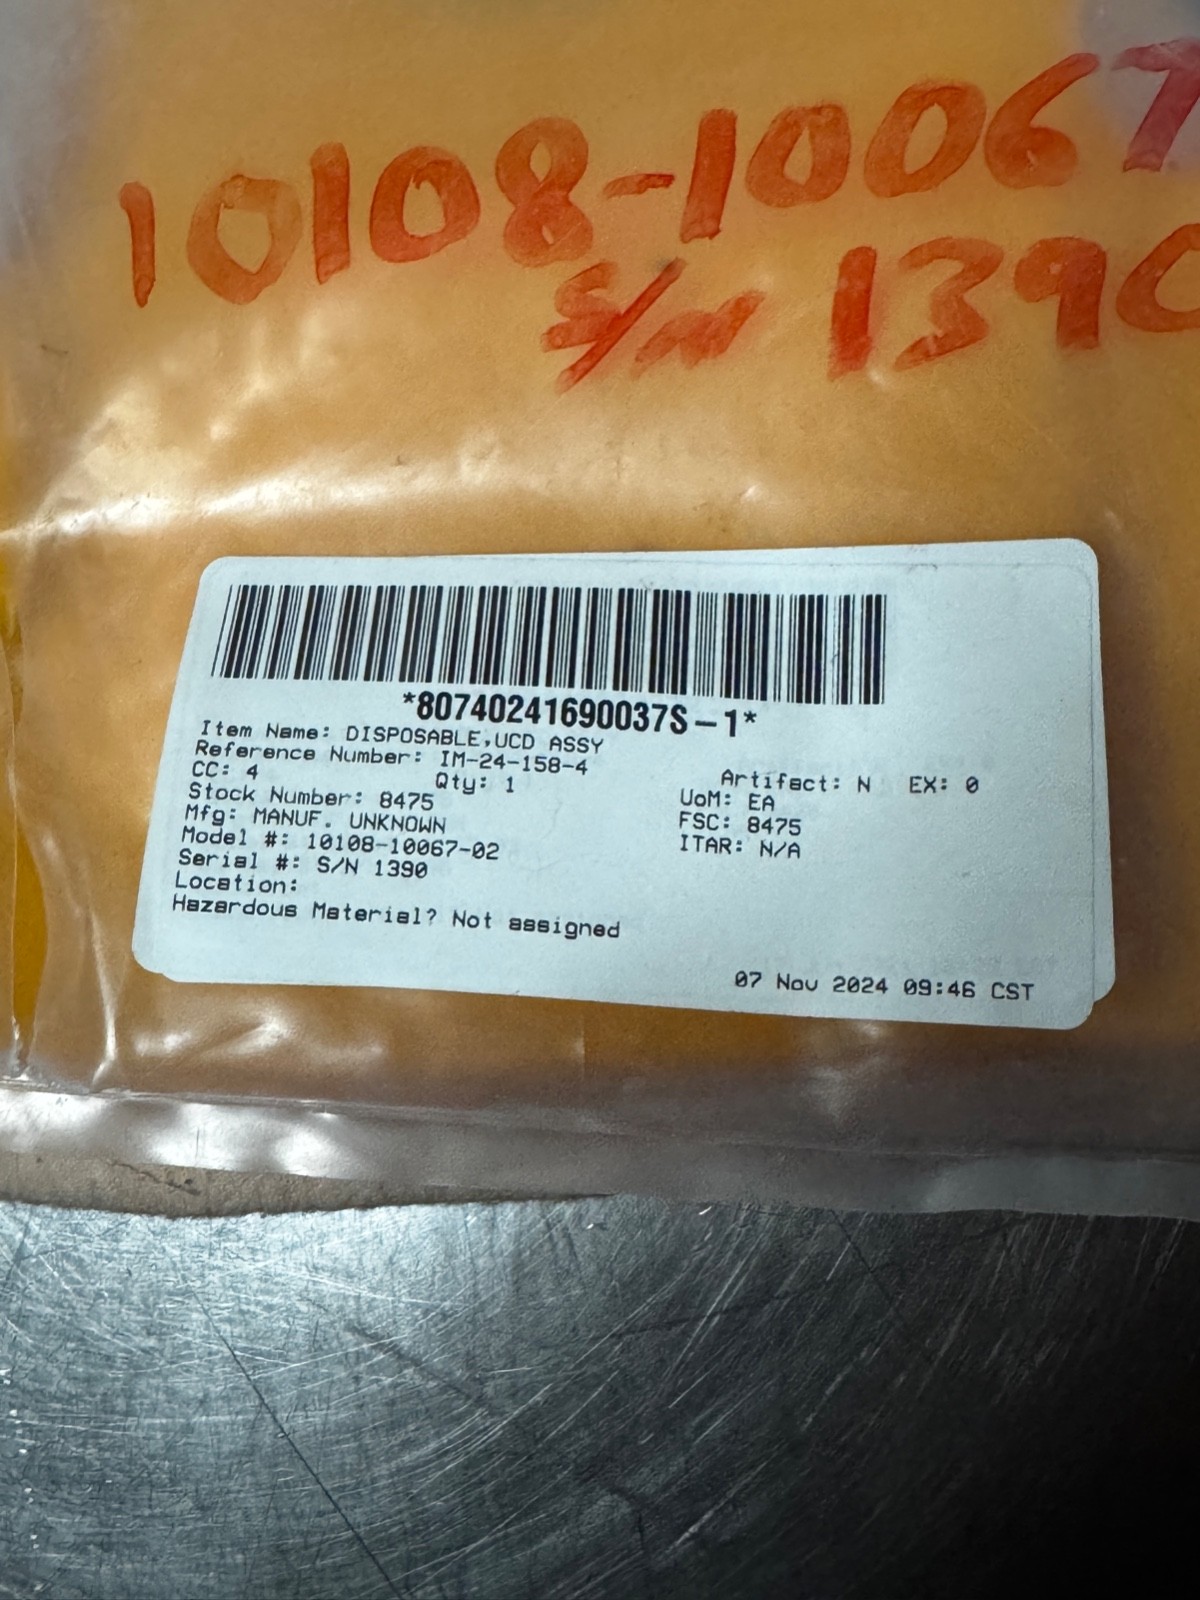 10108-10067
S/N 1390
*80740241690037S-1*
Item Name: DISPOSABLE,UCD ASSY
Reference Number: IM-24-158-4
CC: 4 Qty: 1 Artifact: N EX: 0
Stock Number: 8475 UoM: EA
Mfg: MANUF. UNKNOWN FSC: 8475
Model #: 10108-10067-02 ITAR: N/A
Serial #: S/N 1390
Location:
Hazardous Material? Not assigned
07 Nov 2024 09:46 CST